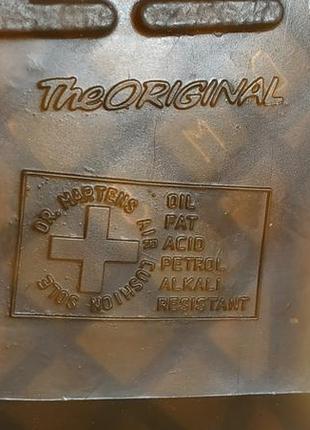 The ORIGINAL
DR. MARTENS AIR CUSHION SOLE
OIL
FAT
ACID
PETROL
ALKALI
RESISTANT
M